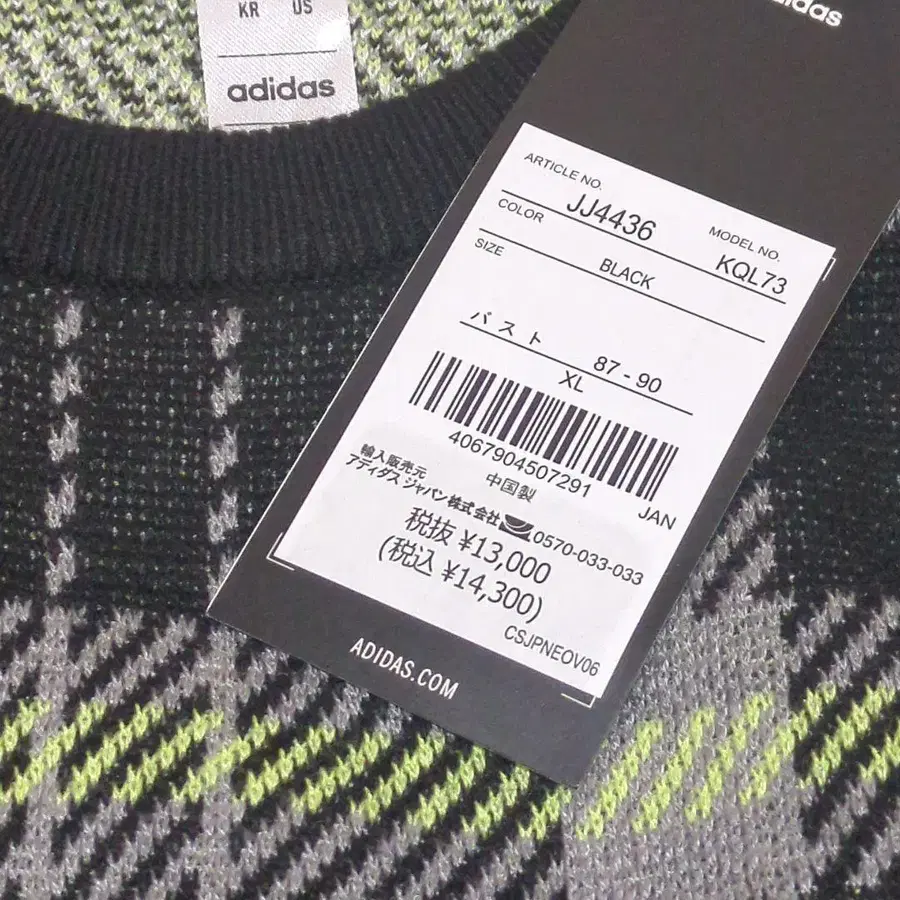 KR US
adidas
adidas
ARTICLE NO.
JJ4436
MODEL NO.
KQL73
COLOR
BLACK
SIZE
バスト 87 - 90
XL
4067904507291
JAN
中国製
輸入販売元
アディダス ジャパン株式会社
0570-033-033
税抜 ¥13,000
(税込 ¥14,300)
CSJPNEOV06
ADIDAS.COM